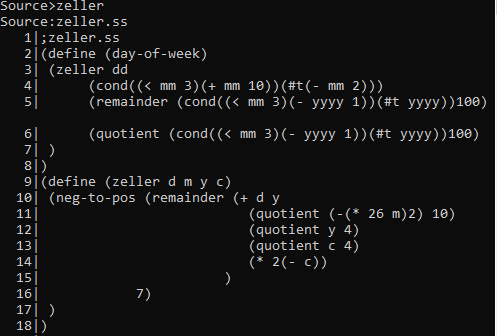 Source>zeller
Source:zeller.ss
   1|;zeller.ss
   2|(define (day-of-week)
   3| (zeller dd
   4|      (cond((< mm 3)(+ mm 10))(#t(- mm 2)))
   5|      (remainder (cond((< mm 3)(- yyyy 1))(#t yyyy))100)
   6|      (quotient (cond((< mm 3)(- yyyy 1))(#t yyyy))100)
   7| )
   8|)
   9|(define (zeller d m y c)
  10| (neg-to-pos (remainder (+ d y
  11|                           (quotient (-(* 26 m)2) 10)
  12|                           (quotient y 4)
  13|                           (quotient c 4)
  14|                           (* 2(- c))
  15|                        )
  16|             7)
  17| )
  18|)